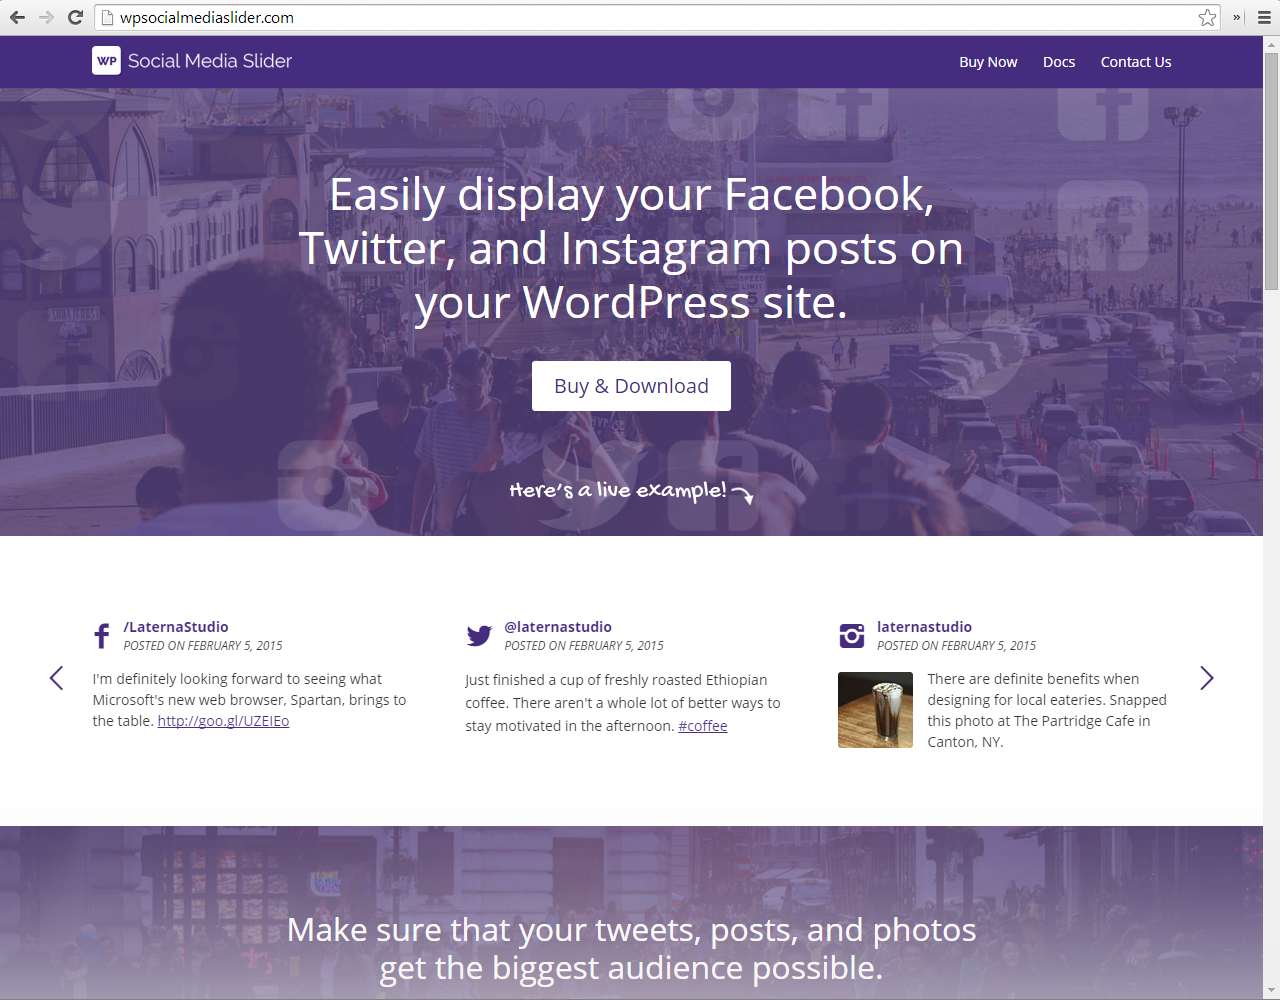 wpsocialmediaslider.com
WP Social Media Slider
Buy Now Docs Contact Us
Easily display your Facebook,
Twitter, and Instagram posts on
your WordPress site.
SPEED
LIMIT
Buy & Download
Here's a live example!
/LaternaStudio
POSTED ON FEBRUARY 5, 2015
I'm definitely looking forward to seeing what
Microsoft's new web browser, Spartan, brings to
the table. http://goo.gl/UZEIEo
@laternastudio
POSTED ON FEBRUARY 5, 2015
Just finished a cup of freshly roasted Ethiopian
coffee. There aren't a whole lot of better ways to
stay motivated in the afternoon. #coffee
laternastudio
POSTED ON FEBRUARY 5, 2015
There are definite benefits when
designing for local eateries. Snapped
this photo at The Partridge Cafe in
Canton, NY.
Make sure that your tweets, posts, and photos
get the biggest audience possible.